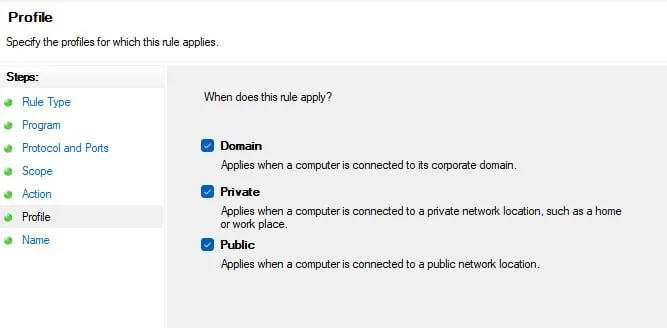 Profile
Specify the profiles for which this rule applies.
Steps:
Rule Type
Program
Protocol and Ports
Scope
Action
Profile
Name
When does this rule apply?
Domain
Applies when a computer is connected to its corporate domain.
Private
Applies when a computer is connected to a private network location, such as a home
or work place.
Public
Applies when a computer is connected to a public network location.